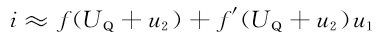 i ≈ f(U_Q + u_2) + f′(U_Q + u_2)u_1